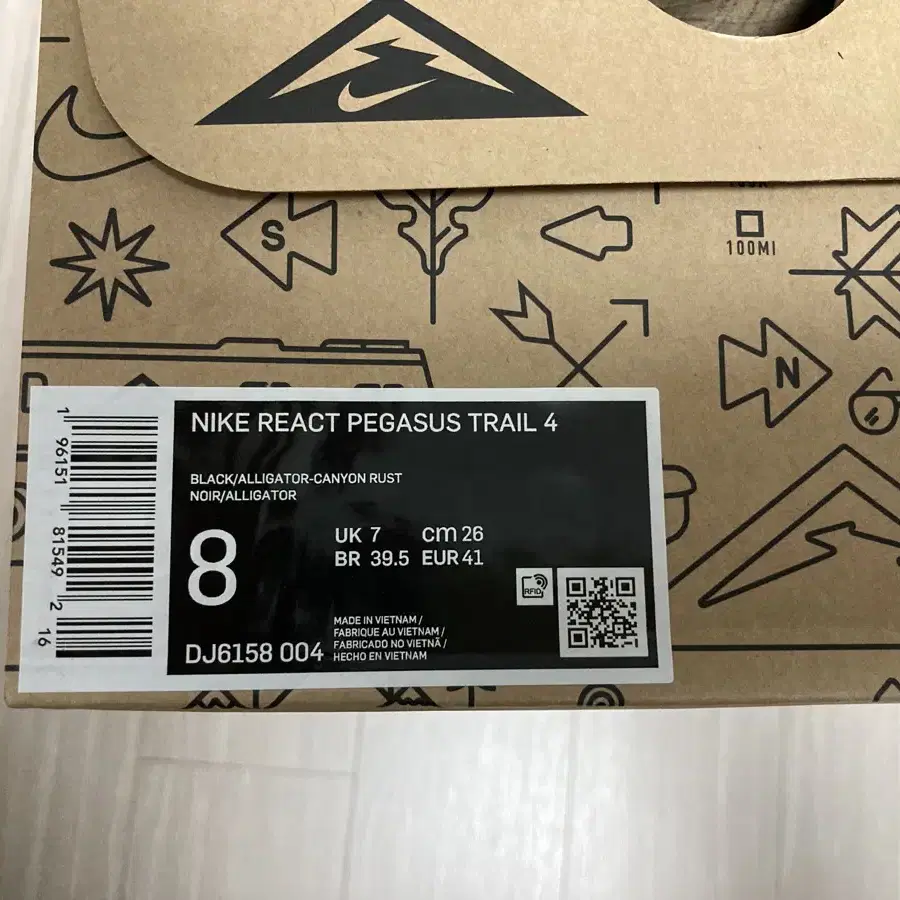 S
100MI
N
NIKE REACT PEGASUS TRAIL 4
BLACK/ALLIGATOR-CANYON RUST
NOIR/ALLIGATOR
8
UK 7 cm 26
BR 39.5 EUR 41
RFID
DJ6158 004
MADE IN VIETNAM /
FABRIQUE AU VIETNAM /
FABRICADO NO VIETNÃ /
HECHO EN VIETNAM
1 96151 81549 2 16